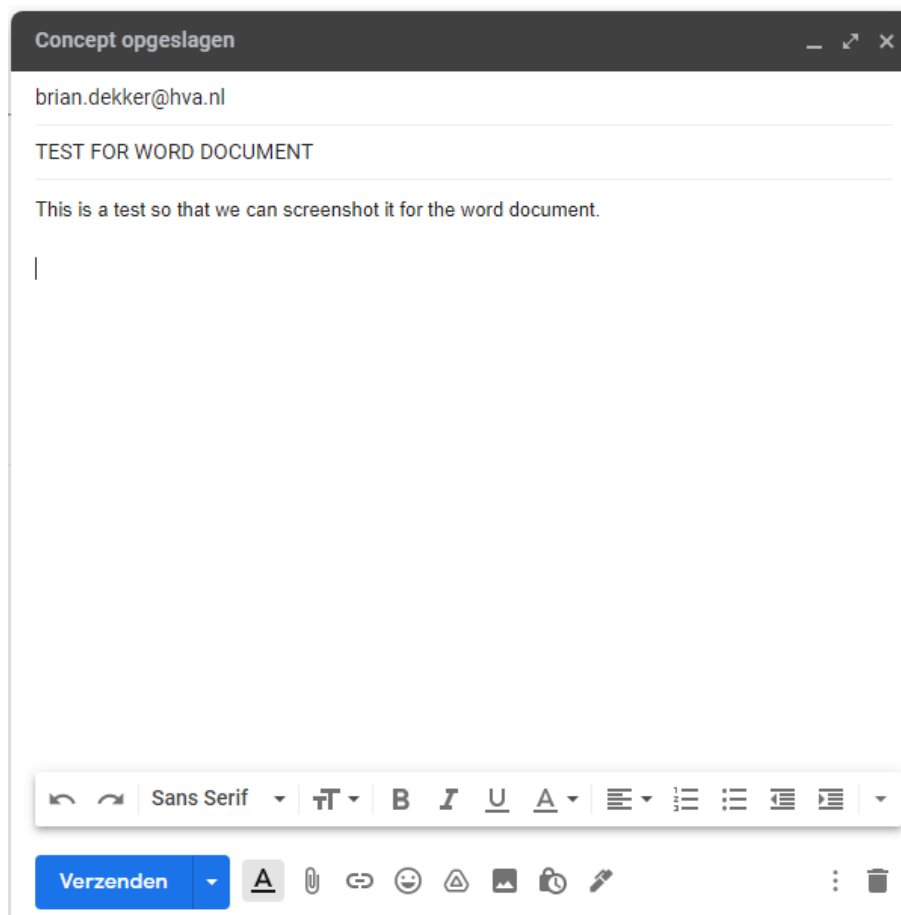 Concept opgeslagen
brian.dekker@hva.nl
TEST FOR WORD DOCUMENT
This is a test so that we can screenshot it for the word document.
Sans Serif
Verzenden